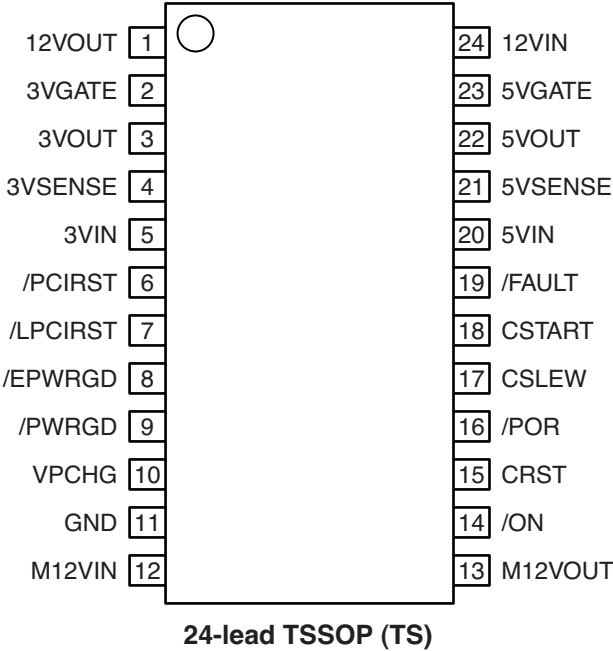 12VOUT 1 24 12VIN
3VGATE 2 23 5VGATE
3VOUT 3 22 5VOUT
3VSENSE 4 21 5VSENSE
3VIN 5 20 5VIN
/PCIRST 6 19 /FAULT
/LPCIRST 7 18 CSTART
/EPWRGD 8 17 CSLEW
/PWRGD 9 16 /POR
VPCHG 10 15 CRST
GND 11 14 /ON
M12VIN 12 13 M12VOUT
24-lead TSSOP (TS)